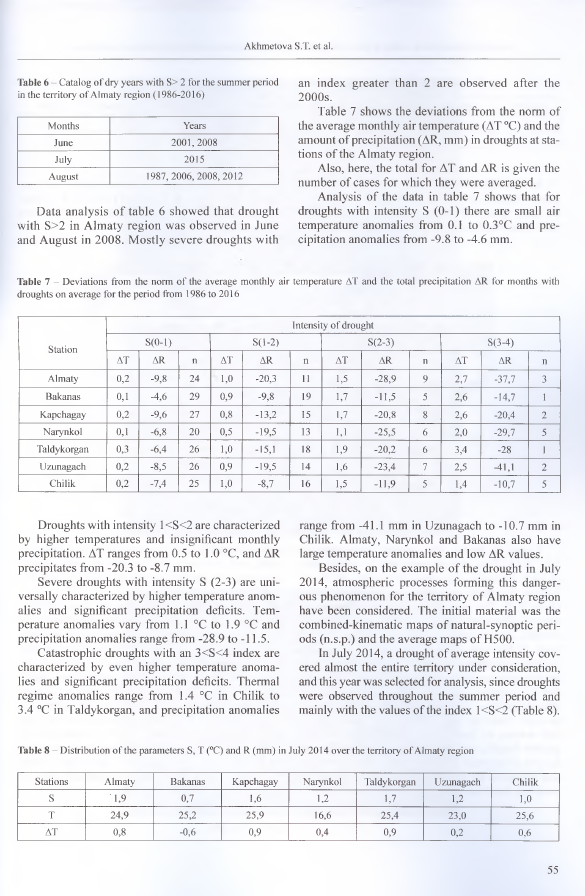 Akhmetova S.T. et al.
Table 6 – Catalog of dry years with S> 2 for the summer period
in the territory of Almaty region (1986-2016)
Months Years
June 2001, 2008
July 2015
August 1987, 2006, 2008, 2012
Data analysis of table 6 showed that drought
with S>2 in Almaty region was observed in June
and August in 2008. Mostly severe droughts with
an index greater than 2 are observed after the
2000s.
Table 7 shows the deviations from the norm of
the average monthly air temperature (ΔT °C) and the
amount of precipitation (ΔR, mm) in droughts at sta-
tions of the Almaty region.
Also, here, the total for ΔT and ΔR is given the
number of cases for which they were averaged.
Analysis of the data in table 7 shows that for
droughts with intensity S (0-1) there are small air
temperature anomalies from 0.1 to 0.3°C and pre-
cipitation anomalies from -9.8 to -4.6 mm.
Table 7 – Deviations from the norm of the average monthly air temperature ΔT and the total precipitation ΔR for months with
droughts on average for the period from 1986 to 2016
Station Intensity of drought
S(0-1) S(1-2) S(2-3) S(3-4)
ΔT ΔR n ΔT ΔR n ΔT ΔR n ΔT ΔR n
Almaty 0,2 -9,8 24 1,0 -20,3 11 1,5 -28,9 9 2,7 -37,7 3
Bakanas 0,1 -4,6 29 0,9 -9,8 19 1,7 -11,5 5 2,6 -14,7 1
Kapchagay 0,2 -9,6 27 0,8 -13,2 15 1,7 -20,8 8 2,6 -20,4 2
Narynkol 0,1 -6,8 20 0,5 -19,5 13 1,1 -25,5 6 2,0 -29,7 5
Taldykorgan 0,3 -6,4 26 1,0 -15,1 18 1,9 -20,2 6 3,4 -28 1
Uzunagach 0,2 -8,5 26 0,9 -19,5 14 1,6 -23,4 7 2,5 -41,1 2
Chilik 0,2 -7,4 25 1,0 -8,7 16 1,5 -11,9 5 1,4 -10,7 5
Droughts with intensity 1<S<2 are characterized
by higher temperatures and insignificant monthly
precipitation. ΔT ranges from 0.5 to 1.0 °C, and ΔR
precipitates from -20.3 to -8.7 mm.
Severe droughts with intensity S (2-3) are uni-
versally characterized by higher temperature anom-
alies and significant precipitation deficits. Tem-
perature anomalies vary from 1.1 °C to 1.9 °C and
precipitation anomalies range from -28.9 to -11.5.
Catastrophic droughts with an 3<S<4 index are
characterized by even higher temperature anoma-
lies and significant precipitation deficits. Thermal
regime anomalies range from 1.4 °C in Chilik to
3.4 °C in Taldykorgan, and precipitation anomalies
range from -41.1 mm in Uzunagach to -10.7 mm in
Chilik. Almaty, Narynkol and Bakanas also have
large temperature anomalies and low ΔR values.
Besides, on the example of the drought in July
2014, atmospheric processes forming this danger-
ous phenomenon for the territory of Almaty region
have been considered. The initial material was the
combined-kinematic maps of natural-synoptic peri-
ods (n.s.p.) and the average maps of H500.
In July 2014, a drought of average intensity cov-
ered almost the entire territory under consideration,
and this year was selected for analysis, since droughts
were observed throughout the summer period and
mainly with the values of the index 1<S<2 (Table 8).
Table 8 – Distribution of the parameters S, T (°C) and R (mm) in July 2014 over the territory of Almaty region
Stations Almaty Bakanas Kapchagay Narynkol Taldykorgan Uzunagach Chilik
S 1,9 0,7 1,6 1,2 1,7 1,2 1,0
T 24,9 25,2 25,9 16,6 25,4 23,0 25,6
ΔT 0,8 -0,6 0,9 0,4 0,9 0,2 0,6
55